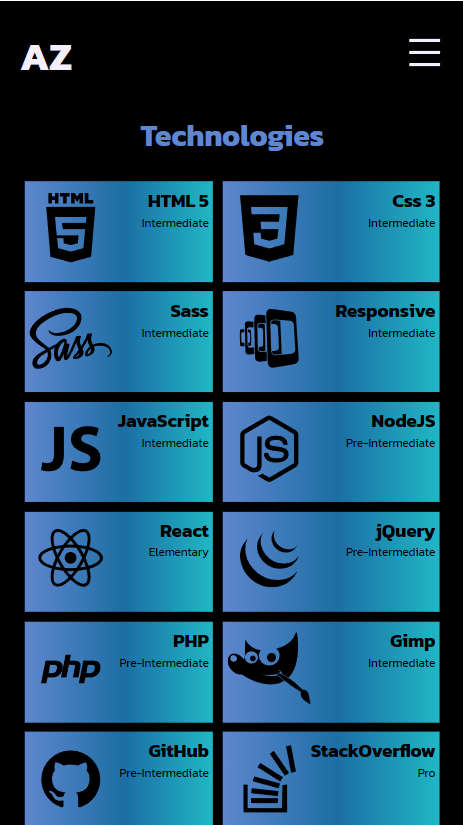 AZ
Technologies
HTML
HTML 5
Intermediate
Css 3
Intermediate
Sass
Sass
Intermediate
Responsive
Intermediate
JS
JavaScript
Intermediate
JS
NodeJS
Pre-Intermediate
React
Elementary
jQuery
Pre-Intermediate
php
PHP
Pre-Intermediate
Gimp
Intermediate
GitHub
Pre-Intermediate
StackOverflow
Pro